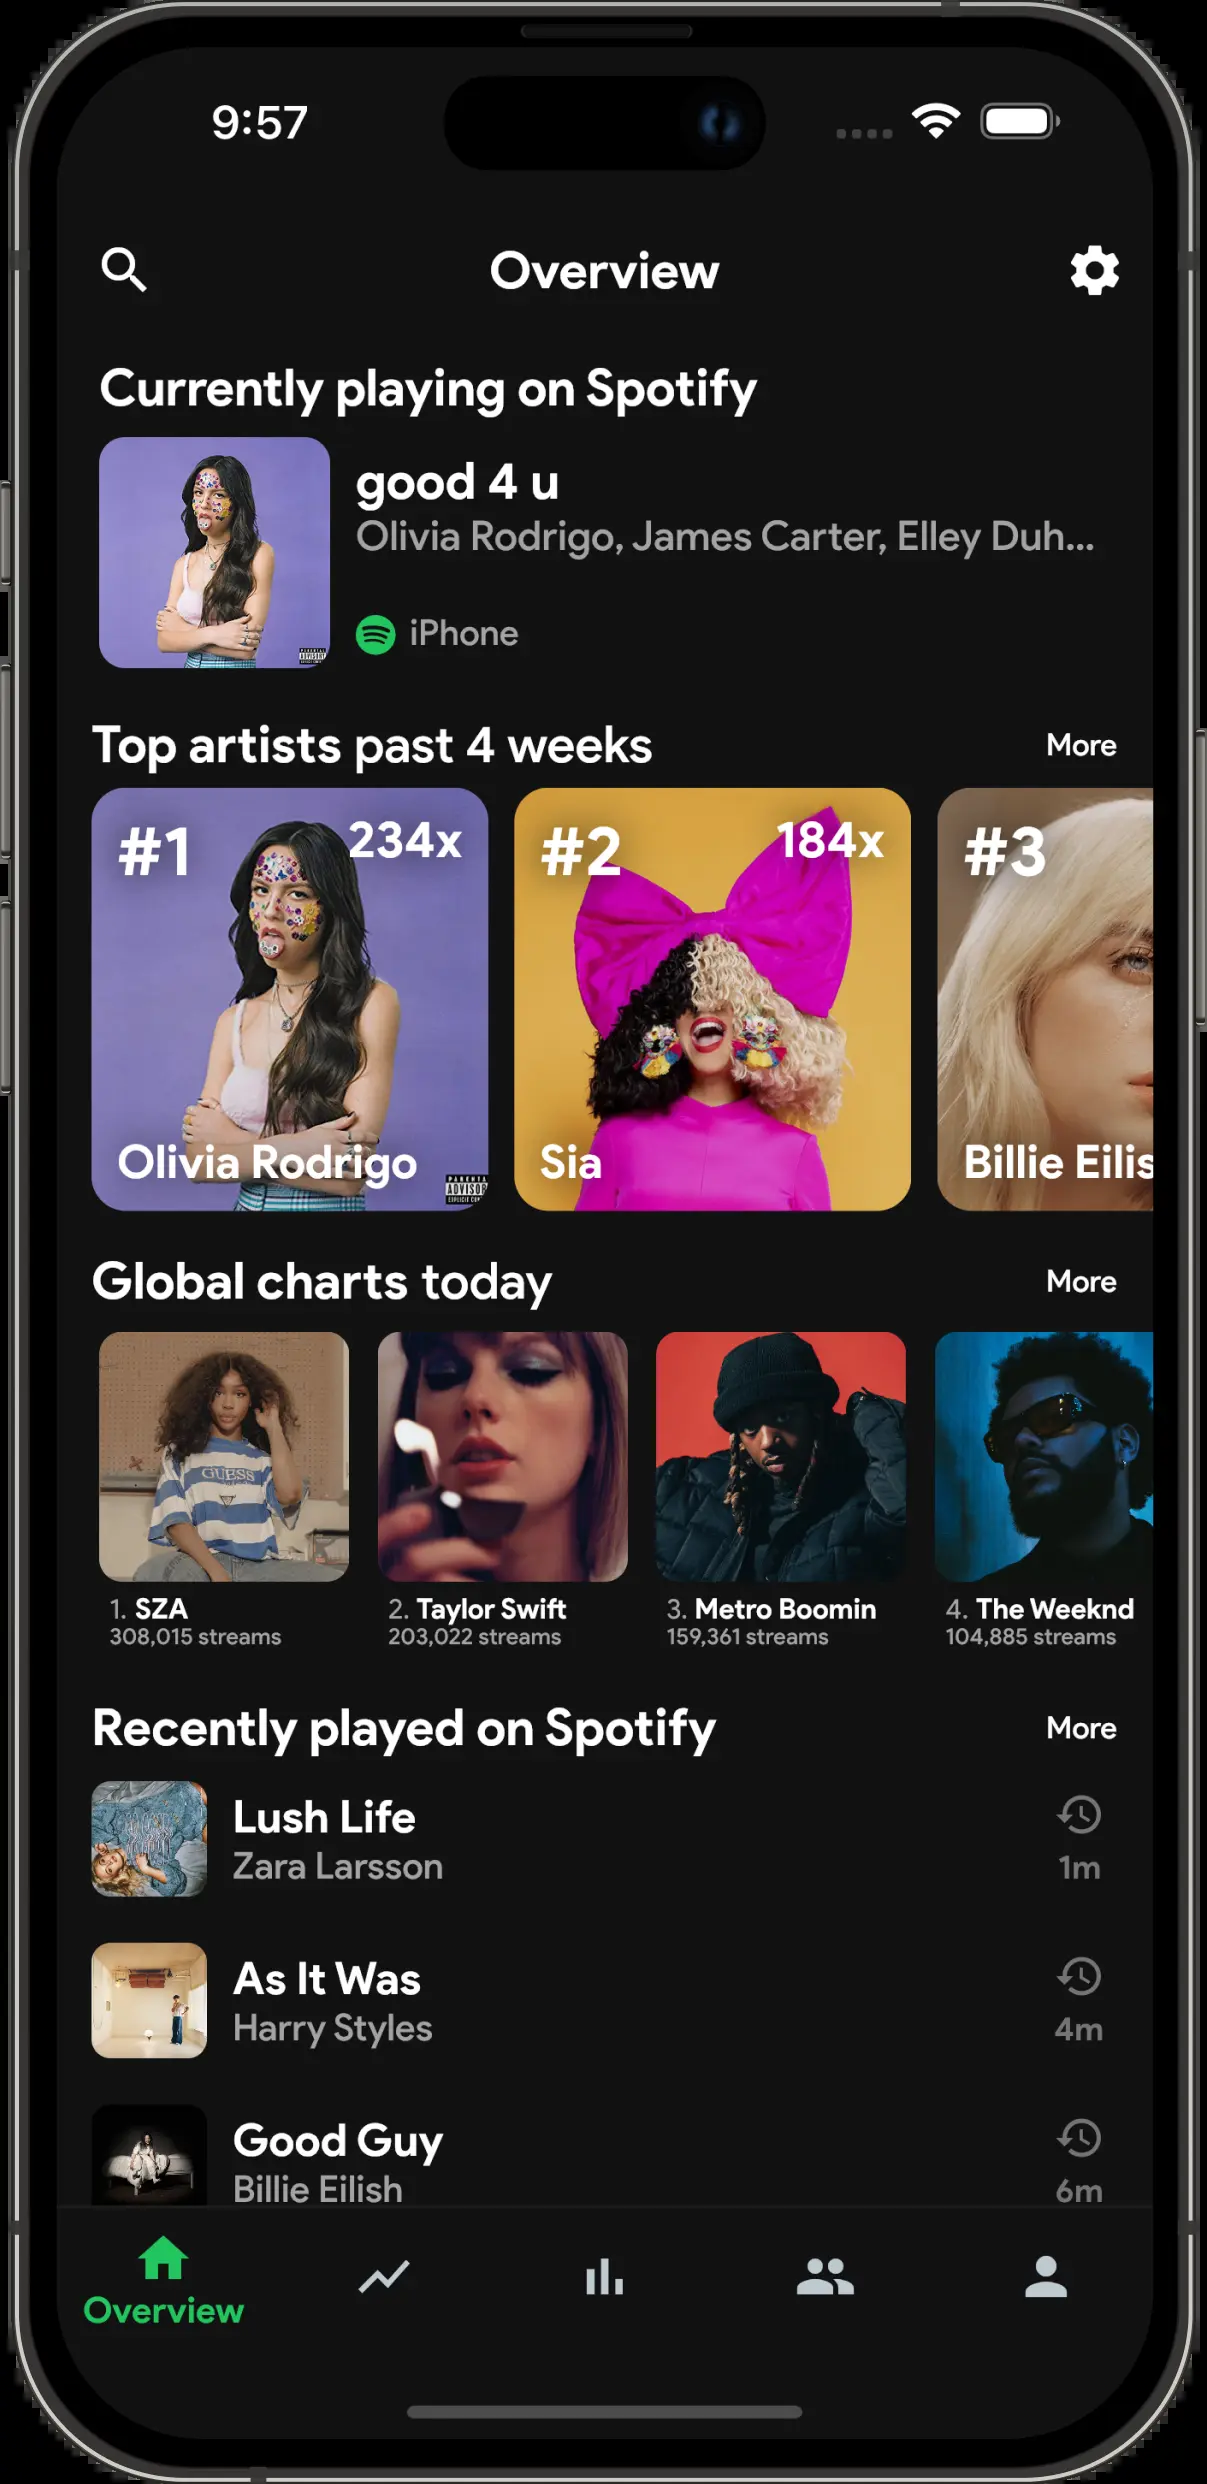 9:57
Overview
Currently playing on Spotify
good 4 u
Olivia Rodrigo, James Carter, Elley Duh...
iPhone
Top artists past 4 weeks
More
#1
234x
Olivia Rodrigo
PARENTAL
ADVISORY
#2
184x
Sia
#3
Billie Eilis
Global charts today
More
GUESS
1. SZA
308,015 streams
2. Taylor Swift
203,022 streams
3. Metro Boomin
159,361 streams
4. The Weeknd
104,885 streams
Recently played on Spotify
More
Lush Life
Zara Larsson
1m
As It Was
Harry Styles
4m
Good Guy
Billie Eilish
6m
Overview